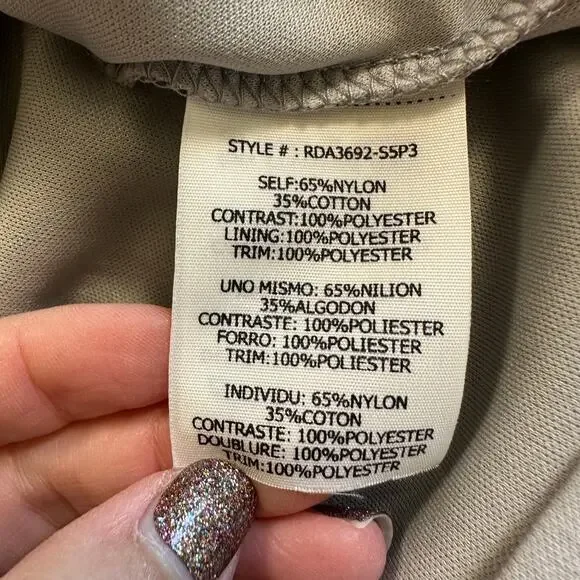 STYLE # : RDA3692-S5P3
SELF:65%NYLON
35%COTTON
CONTRAST:100%POLYESTER
LINING:100%POLYESTER
TRIM:100%POLYESTER
UNO MISMO: 65%NILION
35%ALGODON
CONTRASTE: 100%POLIESTER
FORRO: 100%POLIESTER
TRIM:100%POLIESTER
INDIVIDU: 65%NYLON
35%COTON
CONTRASTE: 100%POLYESTER
DOUBLURE: 100%POLYESTER
TRIM:100%POLYESTER